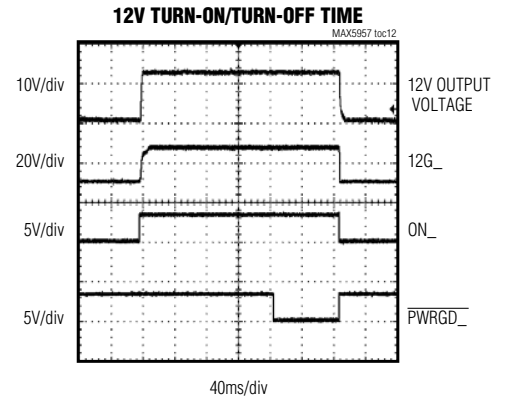 12V TURN-ON/TURN-OFF TIME
MAX5957 toc12
10V/div
12V OUTPUT
VOLTAGE
20V/div
12G_
5V/div
ON_
5V/div
PWRGD_
40ms/div